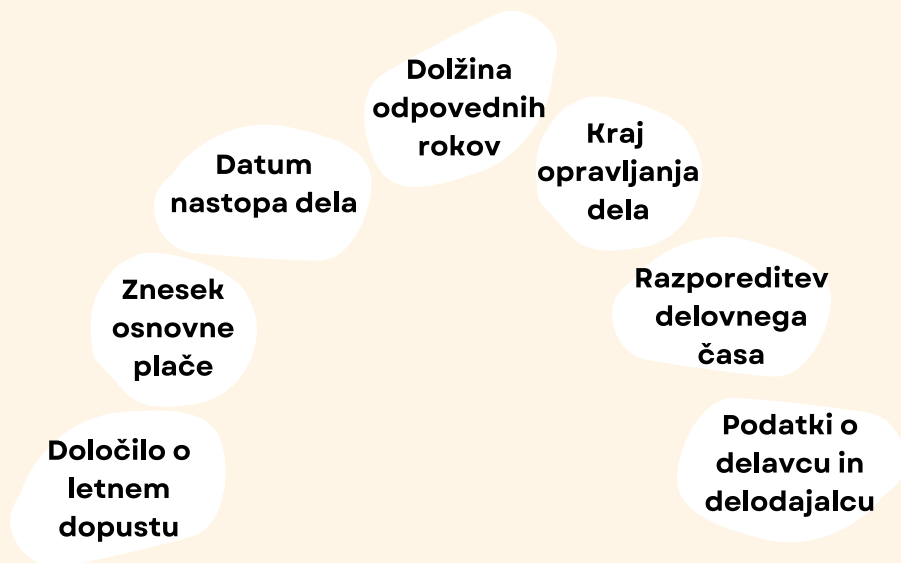 Dolžina
odpovednih
rokov
Kraj
opravljanja
dela
Datum
nastopa dela
Razporeditev
delovnega
časa
Znesek
osnovne
plače
Podatki o
delavcu in
delodajalcu
Določilo o
letnem
dopustu